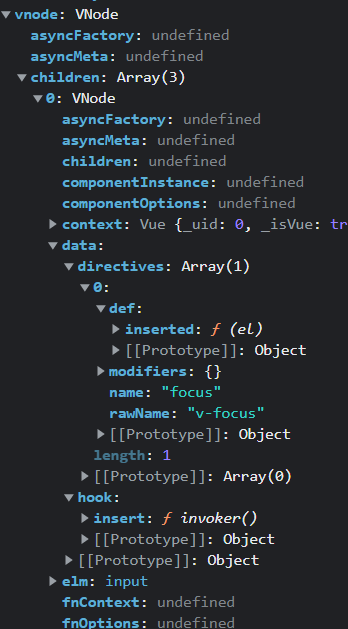 ▼ vnode: VNode
asyncFactory: undefined
asyncMeta: undefined
▼ children: Array(3)
▼ 0: VNode
asyncFactory: undefined
asyncMeta: undefined
children: undefined
componentInstance: undefined
componentOptions: undefined
▶ context: Vue {_uid: 0, _isVue: tr
▼ data:
▼ directives: Array(1)
▼ 0:
▼ def:
▶ inserted: ƒ (el)
▶ [[Prototype]]: Object
▶ modifiers: {}
name: "focus"
rawName: "v-focus"
▶ [[Prototype]]: Object
length: 1
▶ [[Prototype]]: Array(0)
▼ hook:
▶ insert: ƒ invoker()
▶ [[Prototype]]: Object
▶ [[Prototype]]: Object
▶ elm: input
fnContext: undefined
fnOptions: undefined